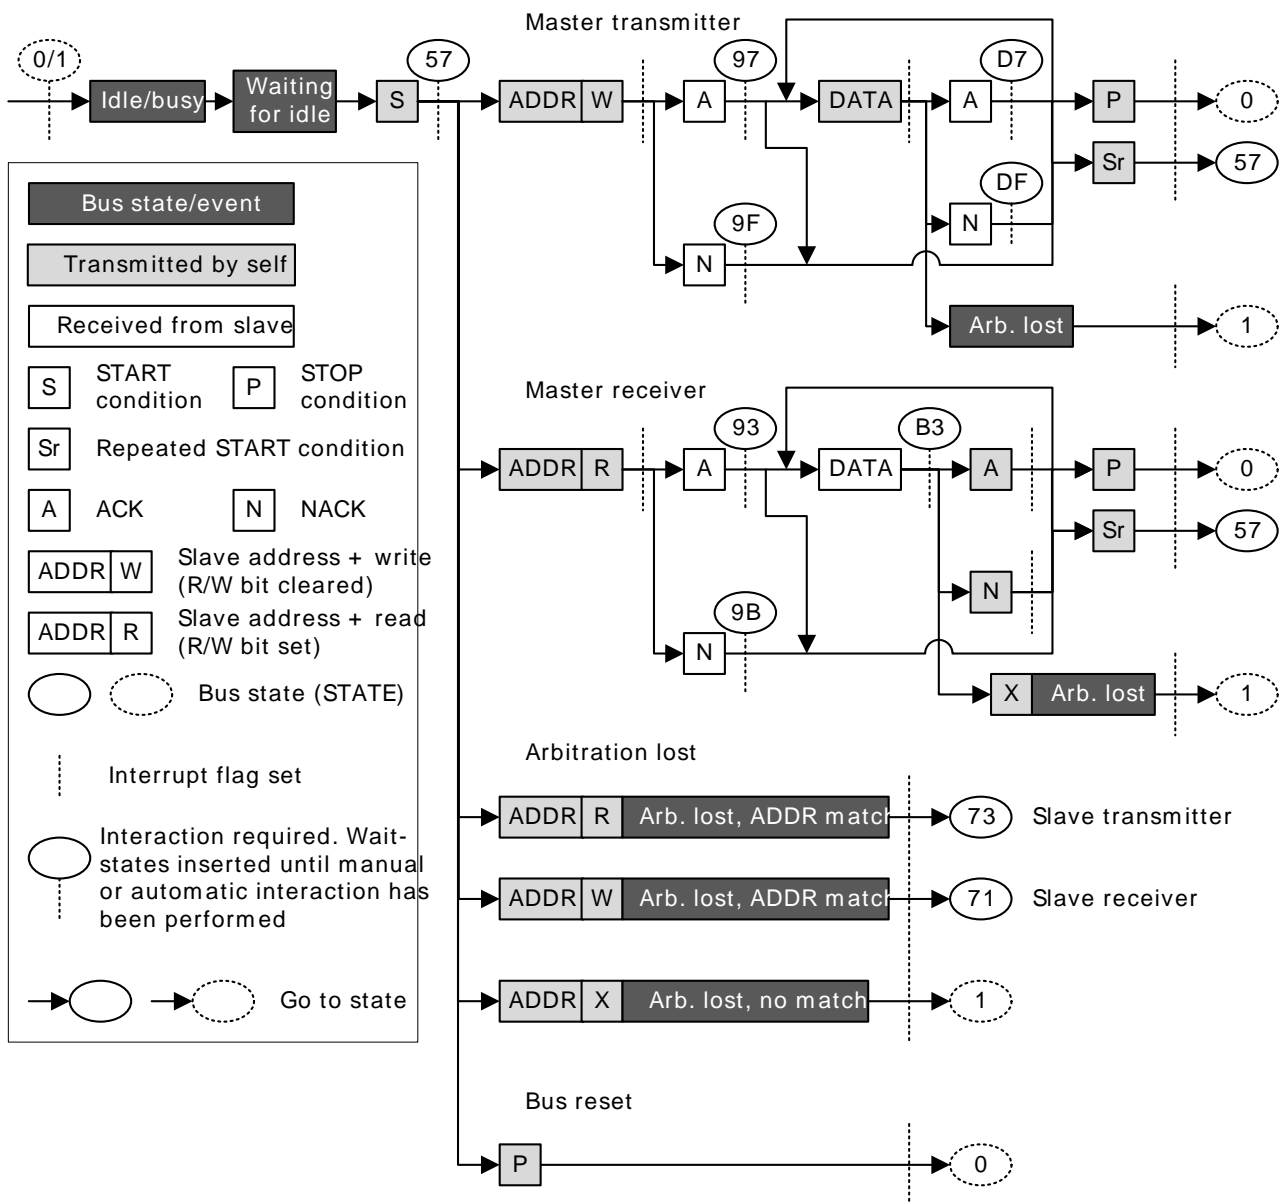 Master transmitter
0/1
57
97
D7
Idle/busy
Waiting
for idle
S
ADDR W
A
DATA
A
P
0
Sr
57
DF
N
9F
N
Arb. lost
1
Bus state/event
Transmitted by self
Received from slave
S
START
condition
P
STOP
condition
Sr
Repeated START condition
A
ACK
N
NACK
ADDR W
Slave address + write
(R/W bit cleared)
ADDR R
Slave address + read
(R/W bit set)
Bus state (STATE)
Interrupt flag set
Interaction required. Wait-
states inserted until manual
or automatic interaction has
been performed
Go to state
Master receiver
93
B3
ADDR R
A
DATA
A
P
0
Sr
57
N
9B
N
X Arb. lost
1
Arbitration lost
ADDR R Arb. lost, ADDR match
73
Slave transmitter
ADDR W Arb. lost, ADDR match
71
Slave receiver
ADDR X Arb. lost, no match
1
Bus reset
P
0